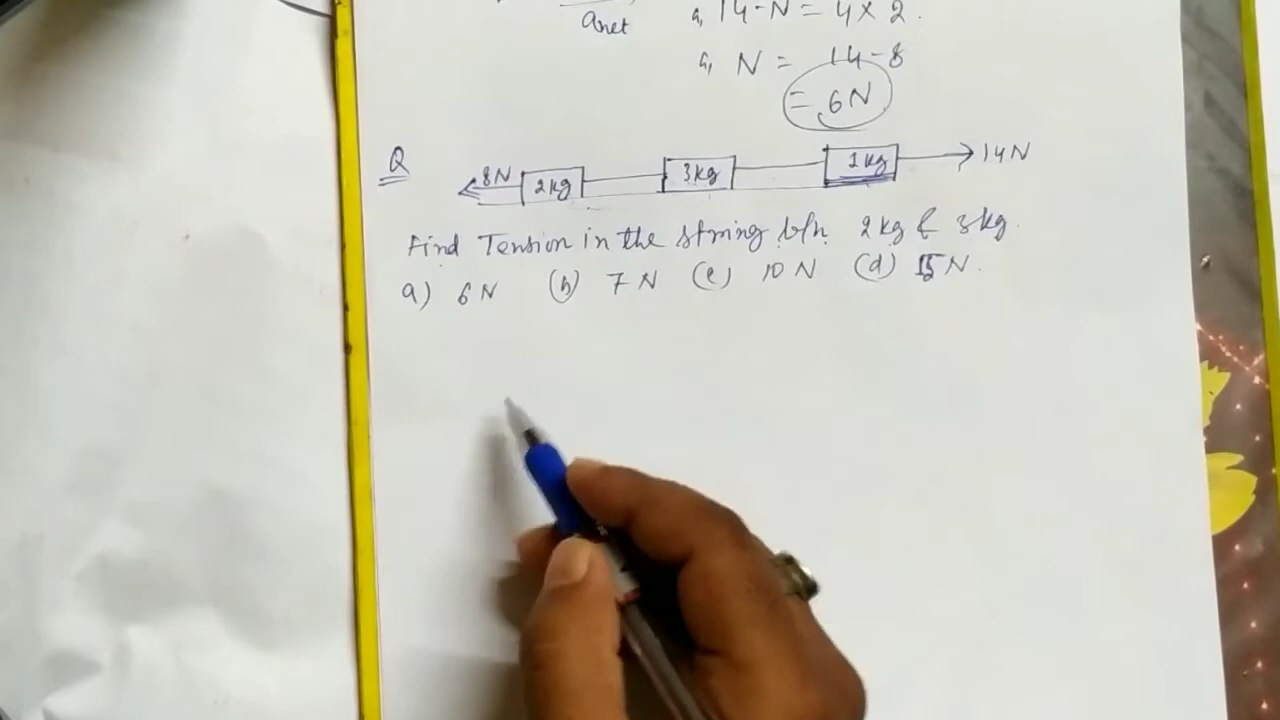 a, 14-N = 4 x 2.
anet
a, N = 14-8
= 6N
Q 8N 2kg 3kg 1kg 14N
Find Tension in the string b/n 2kg & 3kg.
a) 6N (b) 7N (c) 10N (d) 15N.